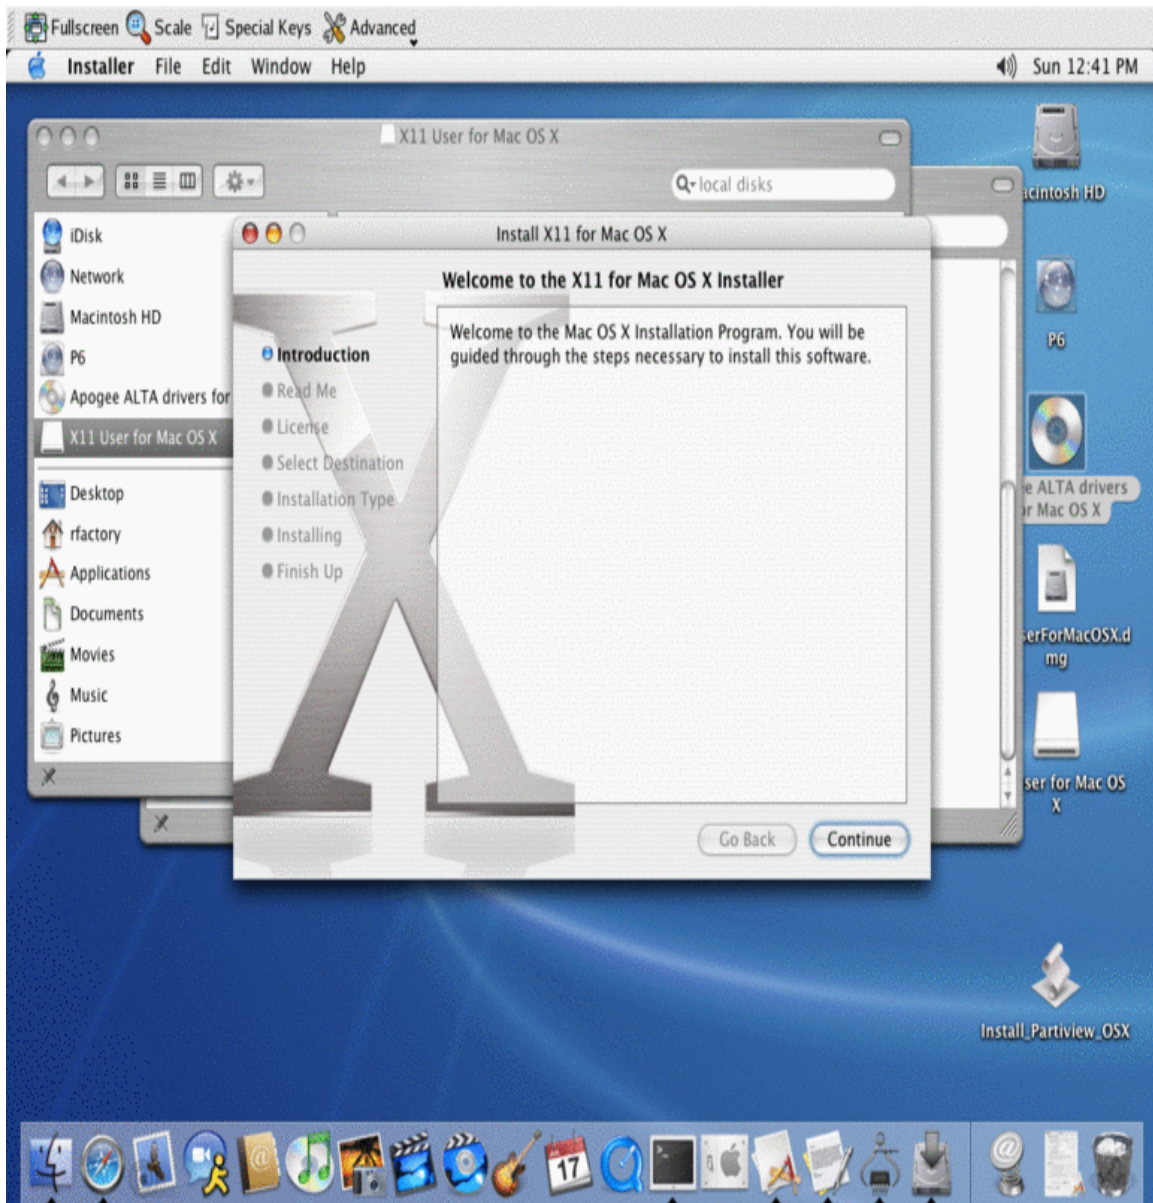 Fullscreen Scale Special Keys Advanced
Installer File Edit Window Help Sun 12:41 PM
X11 User for Mac OS X
local disks
iDisk
Network
Macintosh HD
P6
Apogee ALTA drivers for
X11 User for Mac OS X
Desktop
rfactory
Applications
Documents
Movies
Music
Pictures
Install X11 for Mac OS X
Welcome to the X11 for Mac OS X Installer
Introduction
Read Me
License
Select Destination
Installation Type
Installing
Finish Up
Welcome to the Mac OS X Installation Program. You will be
guided through the steps necessary to install this software.
Go Back Continue
acintosh HD
P6
e ALTA drivers
or Mac OS X
serForMacOSX.d
mg
ser for Mac OS
X
Install_Partiview_OSX
17